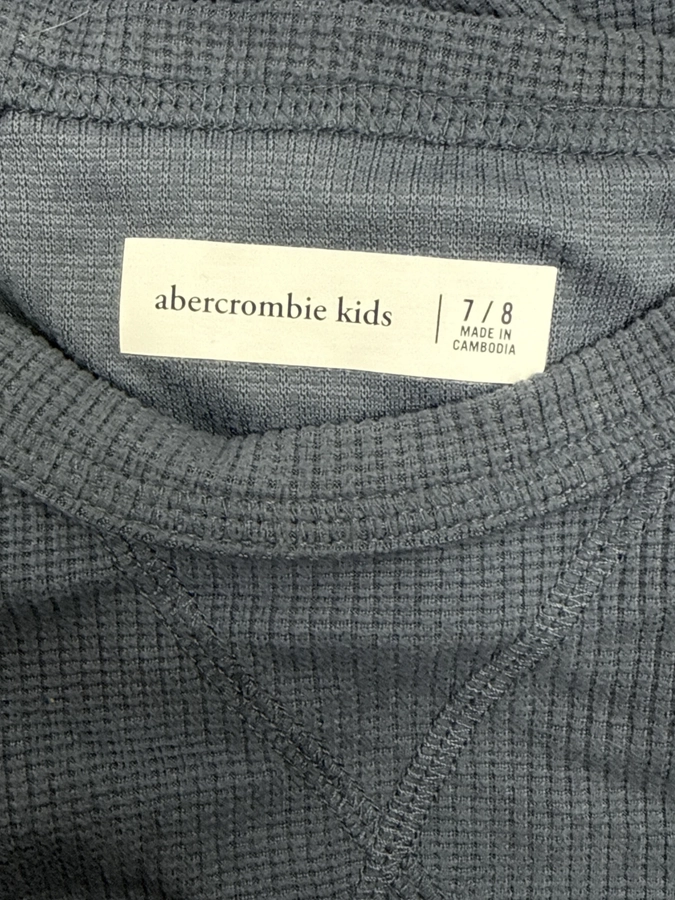 abercrombie kids
7 / 8
MADE IN
CAMBODIA